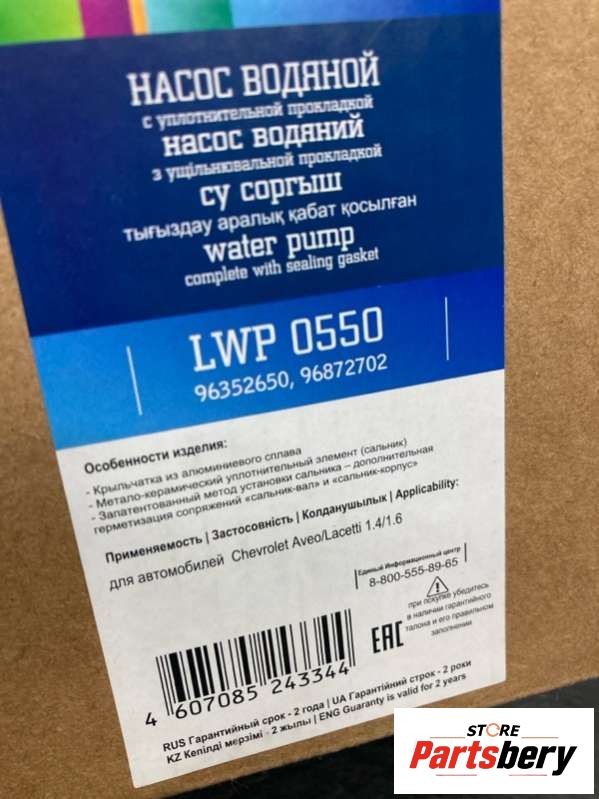 НАСОС ВОДЯНОЙ
с уплотнительной прокладкой
насос водяний
з ущільнювальной прокладкой
су соргыш
тығыздау аралық қабат қосылған
water pump
complete with sealing gasket
LWP 0550
96352650, 96872702
Особенности изделия:
- Крыльчатка из алюминиевого сплава
- Метало-керамический уплотнительный элемент (сальник)
- Запатентованный метод установки сальника – дополнительная
герметизация сопряжений «сальник-вал» и «сальник-корпус»
Применяемость | Застосовність | Колданушылык | Applicability:
для автомобилей Chevrolet Aveo/Lacetti 1.4/1.6
Единый Информационный центр
8-800-555-89-65
при покупке убедитесь
в наличии гарантийного
талона и его правильном
заполнении
EAC
4 607085 243344
RUS Гарантийный срок - 2 года | UA Гарантійний строк - 2 роки
KZ Кепілді мерзімі - 2 жылы | ENG Guaranty is valid for 2 years
STORE
Partsbery